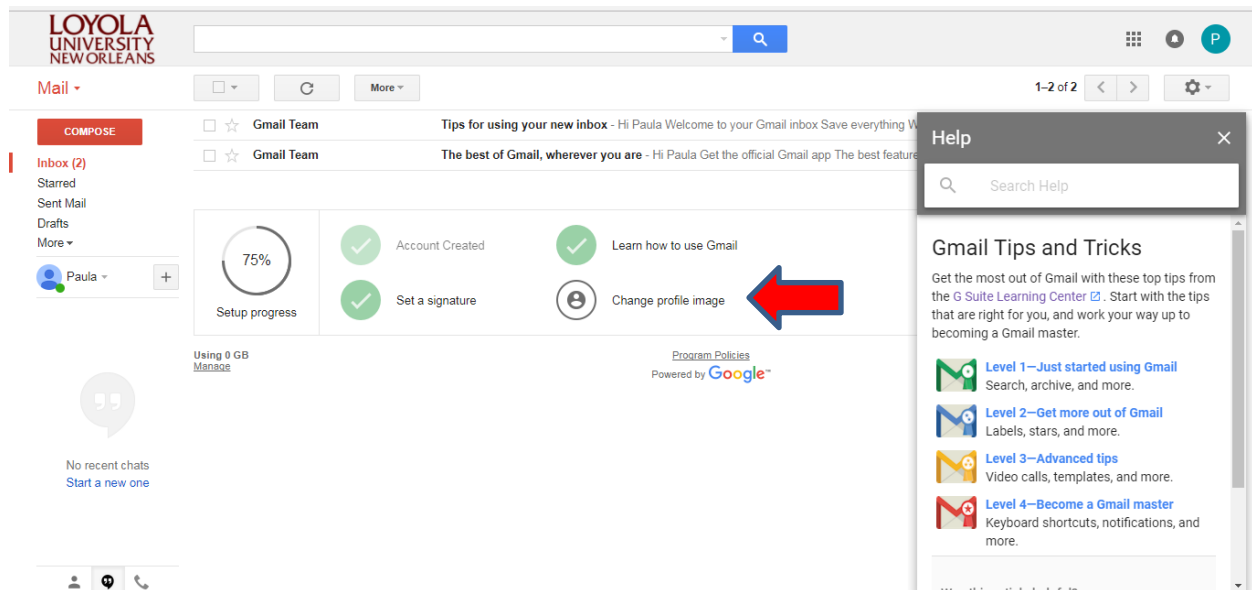 LOYOLA
UNIVERSITY
NEW ORLEANS
P
Mail
More
1–2 of 2
COMPOSE
Inbox (2)
Starred
Sent Mail
Drafts
More
Paula
+
Gmail Team Tips for using your new inbox - Hi Paula Welcome to your Gmail inbox Save everything W
Gmail Team The best of Gmail, wherever you are - Hi Paula Get the official Gmail app The best feature
75%
Setup progress
Account Created
Learn how to use Gmail
Set a signature
Change profile image
Using 0 GB
Manage
Program Policies
Powered by Google™
No recent chats
Start a new one
Help
Search Help
Gmail Tips and Tricks
Get the most out of Gmail with these top tips from
the G Suite Learning Center . Start with the tips
that are right for you, and work your way up to
becoming a Gmail master.
Level 1—Just started using Gmail
Search, archive, and more.
Level 2—Get more out of Gmail
Labels, stars, and more.
Level 3—Advanced tips
Video calls, templates, and more.
Level 4—Become a Gmail master
Keyboard shortcuts, notifications, and
more.